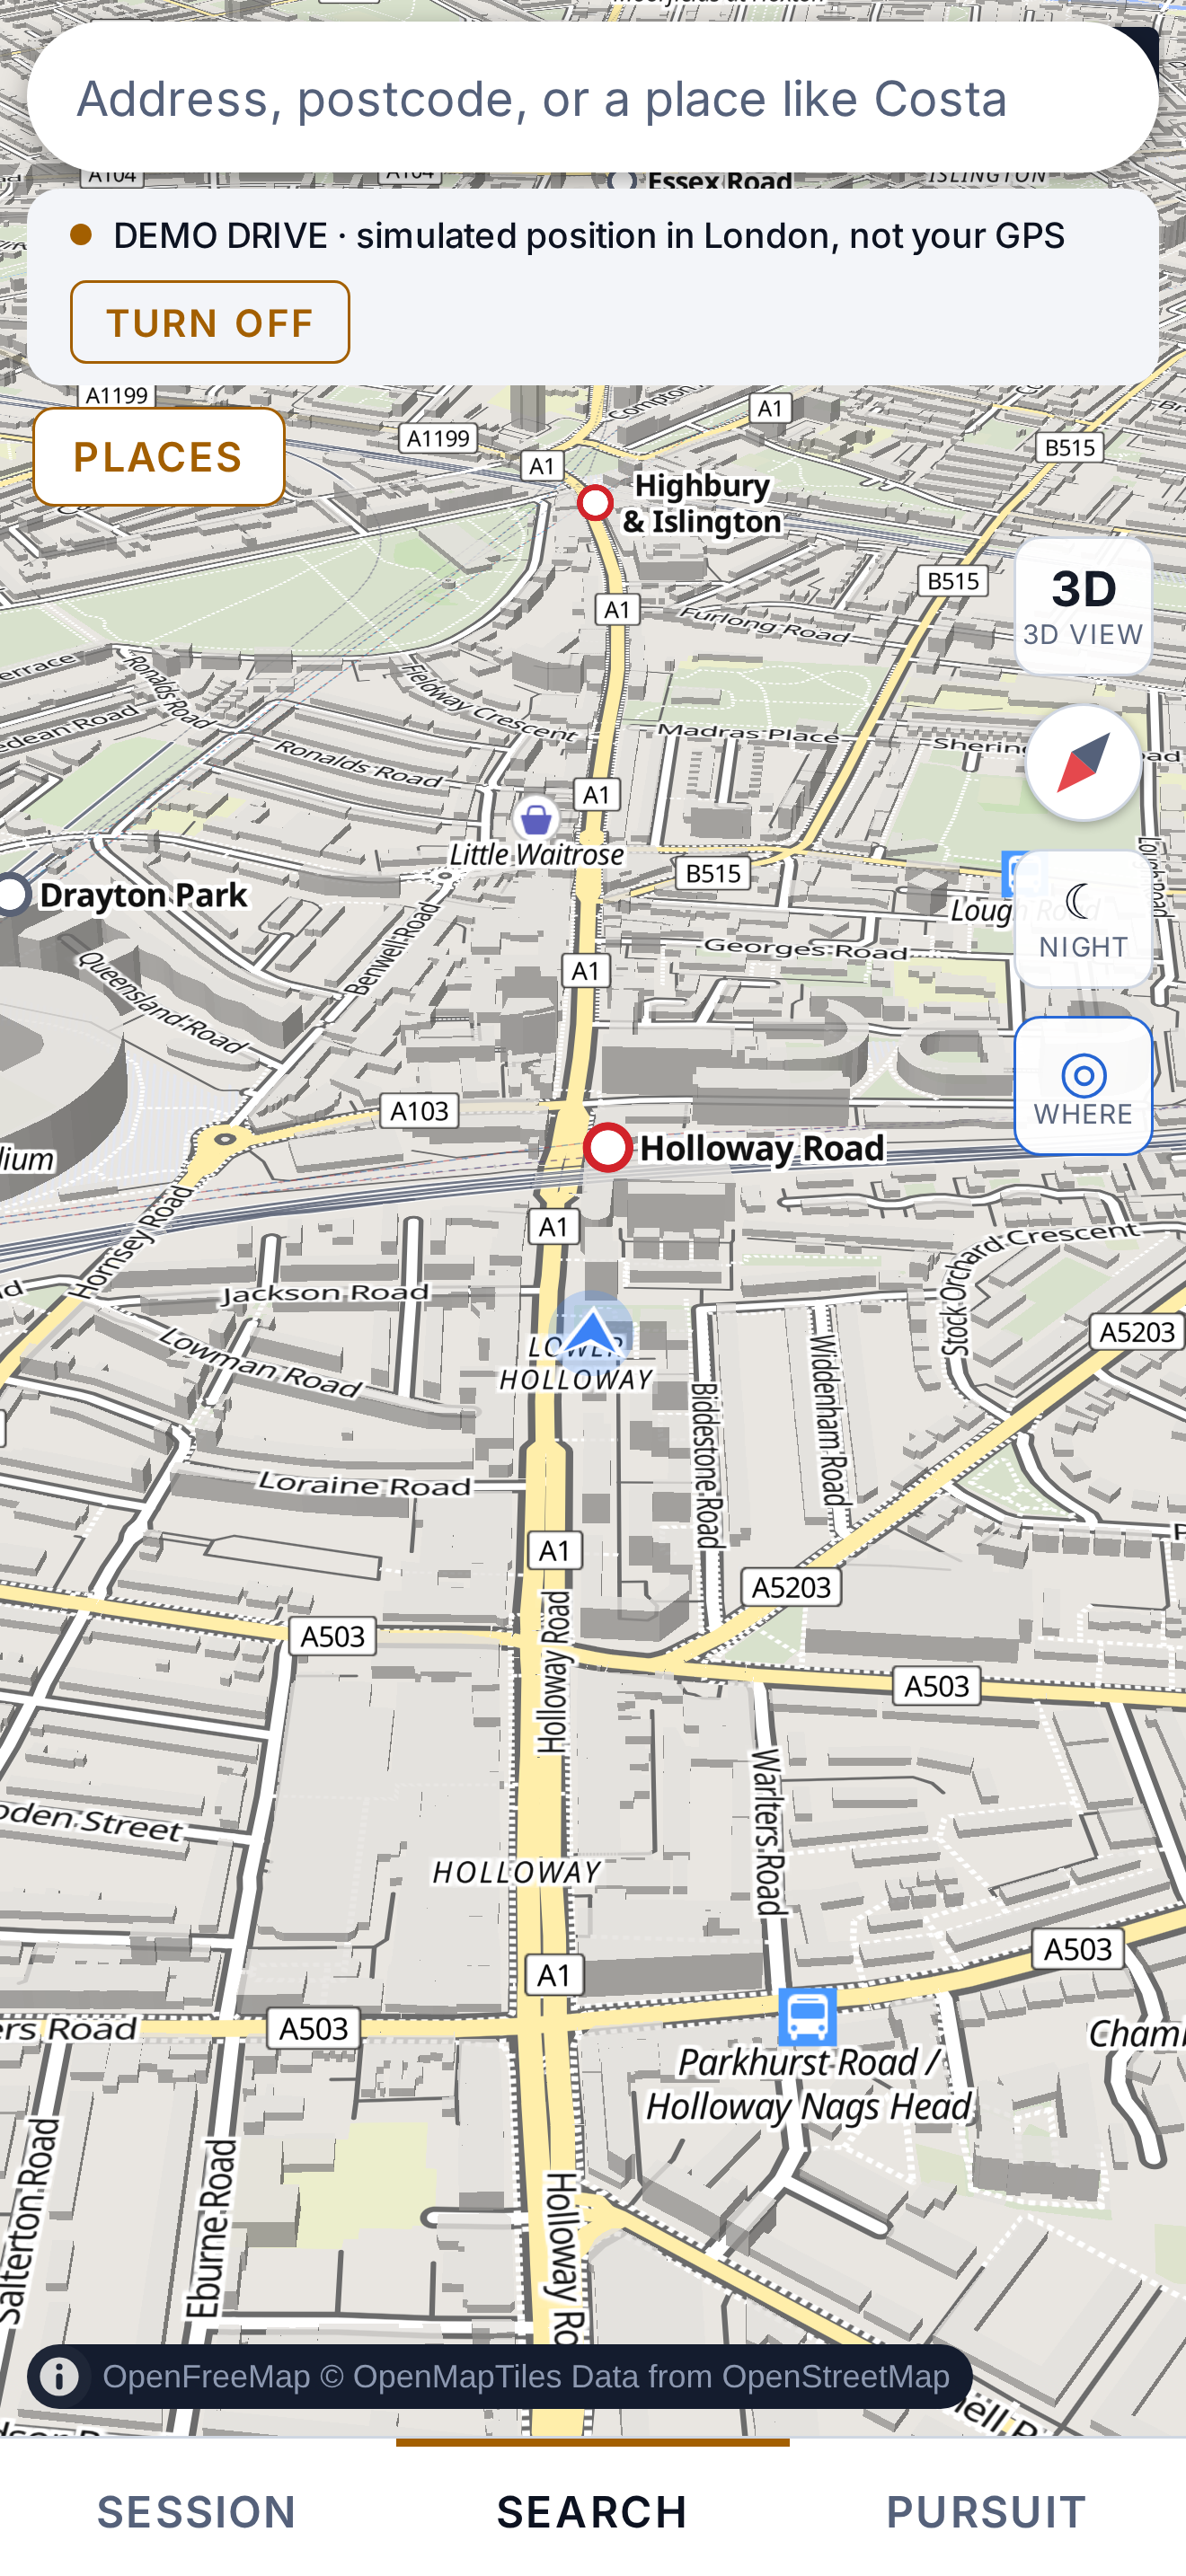 Address, postcode, or a place like Costa
A104
Essex Road
ISLINGTON
DEMO DRIVE · simulated position in London, not your GPS
TURN OFF
A1199
PLACES
A1199
A1
A1
B515
Highbury
& Islington
B515
3D
3D VIEW
A1
Furlong Road
Ronalds Road
Fieldway Crescent
Madras Place
Ronalds Road
A1
Little Waitrose
B515
Drayton Park
NIGHT
Benwell Road
Georges Road
A1
Queensland Road
WHERE
A103
Holloway Road
Hornsey Road
A1
Stock Orchard Crescent
Jackson Road
A5203
LOWER
HOLLOWAY
Lowman Road
Widdenham Road
Biddestone Road
Loraine Road
A1
A5203
Holloway Road
A503
A503
Warlters Road
HOLLOWAY
A503
A1
A503
Parkhurst Road /
Holloway Nags Head
Salterton Road
Eburne Road
Holloway Ro
OpenFreeMap © OpenMapTiles Data from OpenStreetMap
SESSION
SEARCH
PURSUIT